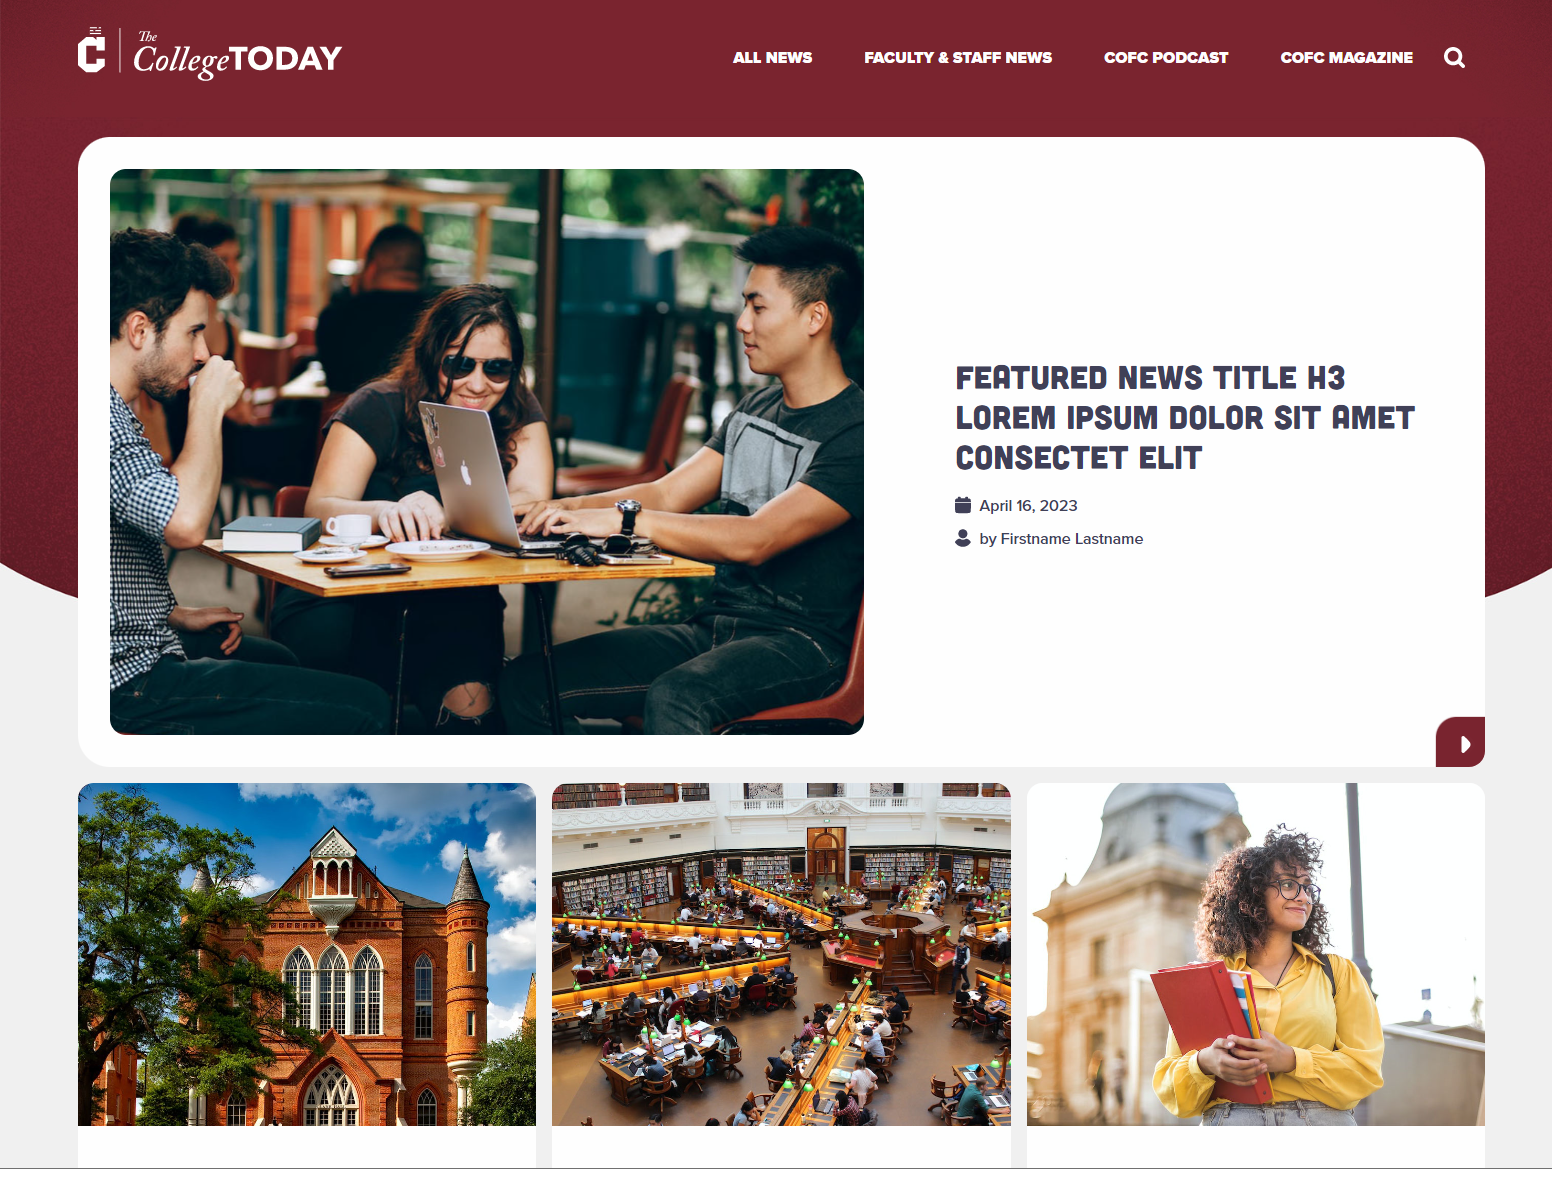 The
College TODAY
ALL NEWS
FACULTY & STAFF NEWS
COFC PODCAST
COFC MAGAZINE
FEATURED NEWS TITLE H3
LOREM IPSUM DOLOR SIT AMET
CONSECTET ELIT
April 16, 2023
by Firstname Lastname